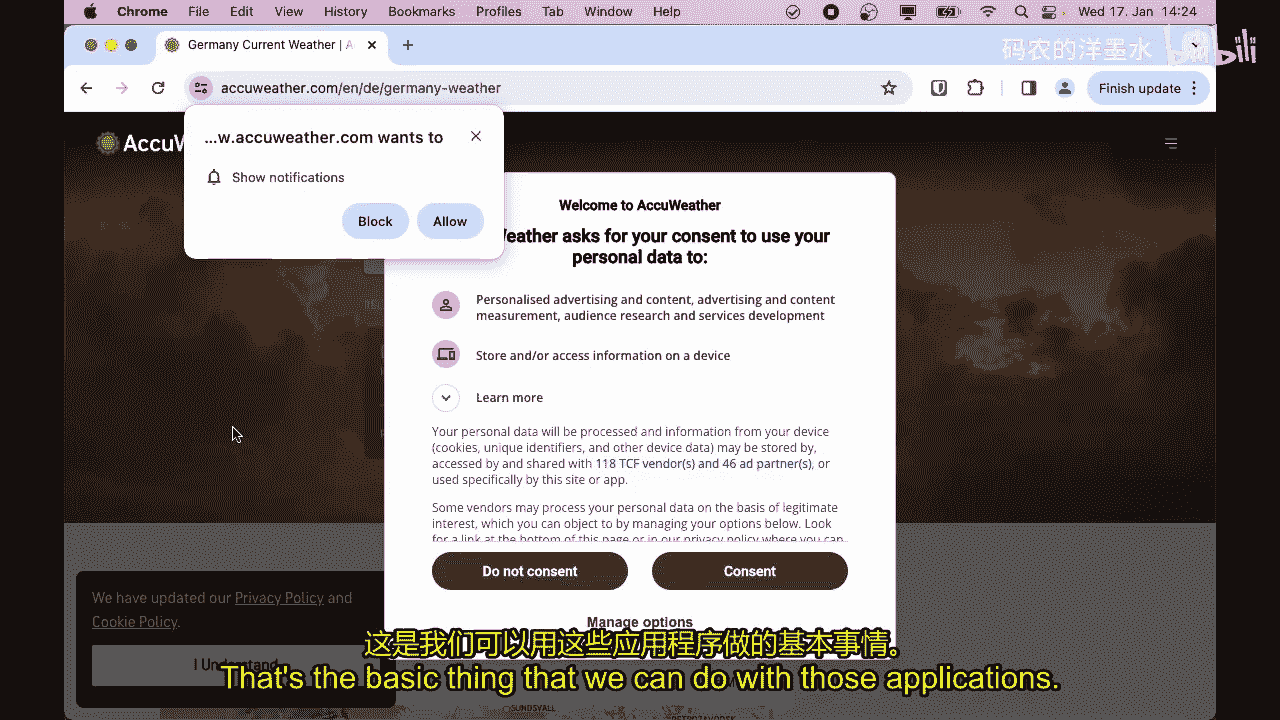 Chrome File Edit View History Bookmarks Profiles Tab Window Help Wed 17. Jan 14:24
Germany Current Weather | A
码农的洋墨水 bilibili
accuweather.com/en/de/germany-weather
Finish update
...w.accuweather.com wants to
Show notifications
Block Allow
AccuW
Welcome to AccuWeather
eather asks for your consent to use your
personal data to:
Personalised advertising and content, advertising and content
measurement, audience research and services development
Store and/or access information on a device
Learn more
Your personal data will be processed and information from your device
(cookies, unique identifiers, and other device data) may be stored by,
accessed by and shared with 118 TCF vendor(s) and 46 ad partner(s), or
used specifically by this site or app.
Some vendors may process your personal data on the basis of legitimate
interest, which you can object to by managing your options below. Look
for a link at the bottom of this page or in our privacy policy where you can
Do not consent Consent
Manage options
We have updated our Privacy Policy and
Cookie Policy.
I Understand
这是我们可以用这些应用程序做的基本事情。
That's the basic thing that we can do with those applications.
SUNDSVALL
PETROZAVODSK